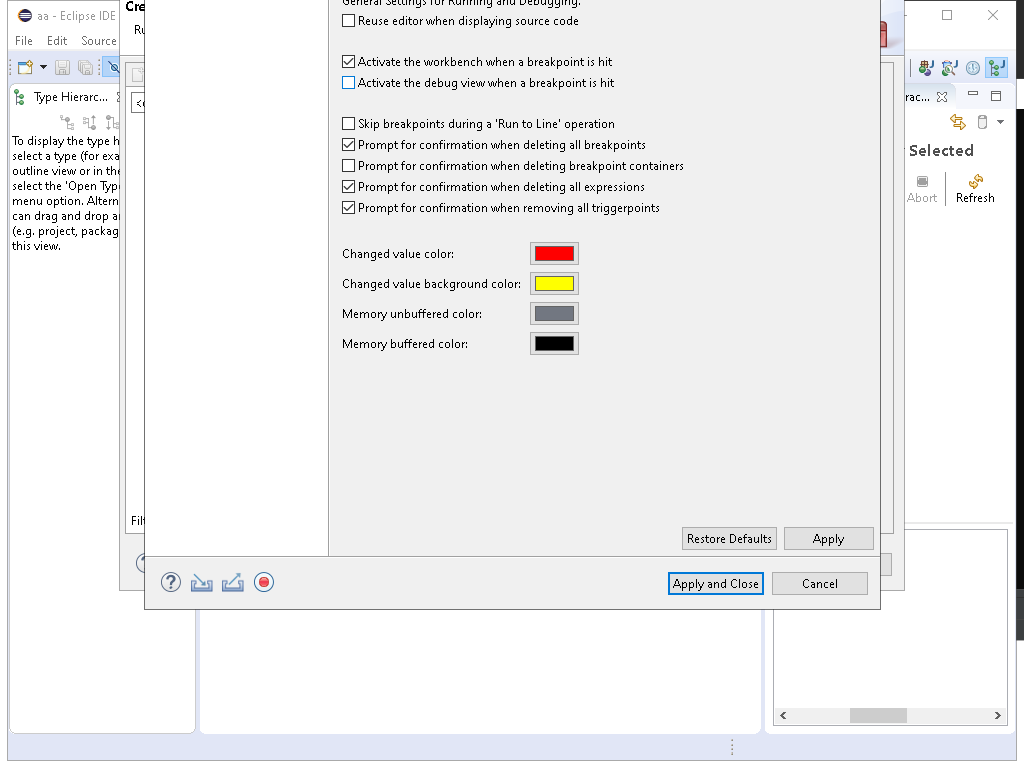 aa - Eclipse IDE
File Edit Source
Type Hierarc...
To display the type h
select a type (for exa
outline view or in the
select the 'Open Type
menu option. Altern
can drag and drop a
(e.g. project, packag
this view.
Cre
Ru
Filt
General Settings for Running and Debugging.
Reuse editor when displaying source code
Activate the workbench when a breakpoint is hit
Activate the debug view when a breakpoint is hit
Skip breakpoints during a 'Run to Line' operation
Prompt for confirmation when deleting all breakpoints
Prompt for confirmation when deleting breakpoint containers
Prompt for confirmation when deleting all expressions
Prompt for confirmation when removing all triggerpoints
Changed value color:
Changed value background color:
Memory unbuffered color:
Memory buffered color:
Restore Defaults Apply
Apply and Close Cancel
rac...
Selected
Abort Refresh